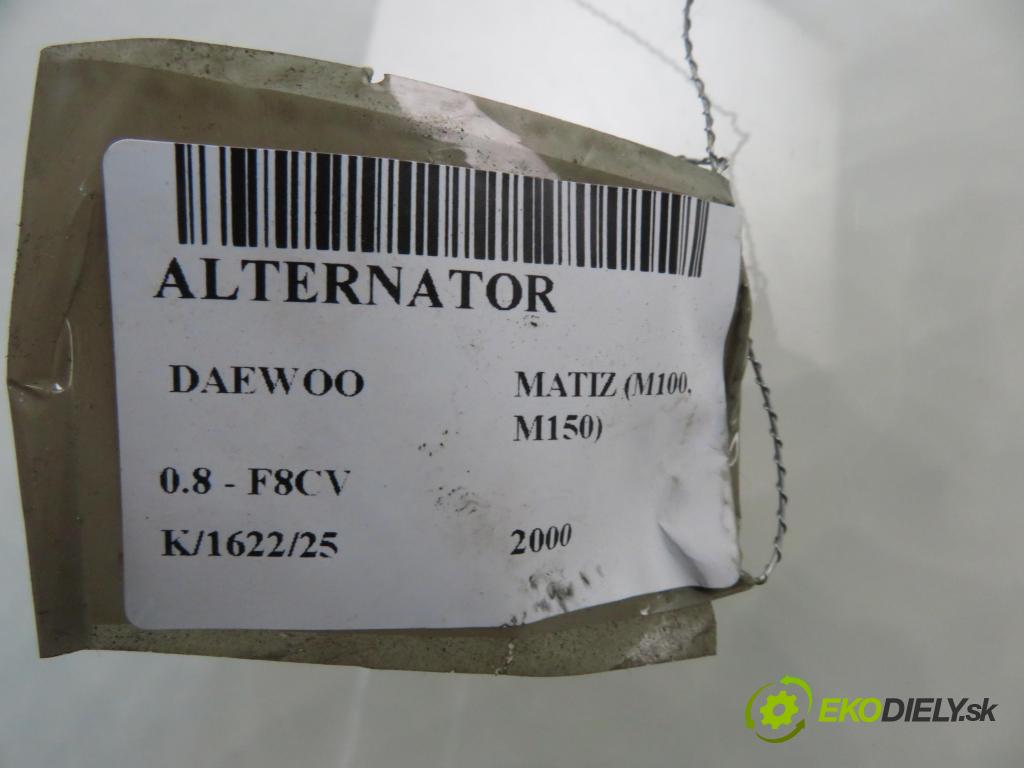 ALTERNATOR
DAEWOO MATIZ (M100,
M150)
0.8 - F8CV
K/1622/25 2000
EKODIELY.sk